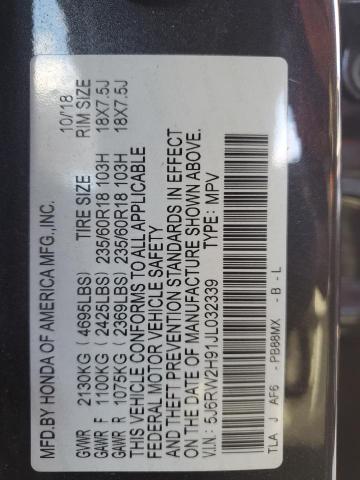 MFD.BY HONDA OF AMERICA MFG.,INC. 10/18
TIRE SIZE RIM SIZE
GVWR 2130KG ( 4695LBS)
GAWR F 1100KG ( 2425LBS) 235/60R18 103H 18X7.5J
GAWR R 1075KG ( 2369LBS) 235/60R18 103H 18X7.5J
THIS VEHICLE CONFORMS TO ALL APPLICABLE
FEDERAL MOTOR VEHICLE SAFETY
AND THEFT PREVENTION STANDARDS IN EFFECT
ON THE DATE OF MANUFACTURE SHOWN ABOVE.
V.I.N.: 5J6RW2H91JL032339 TYPE: MPV
TLA J AF6 - PB88MX - B - L